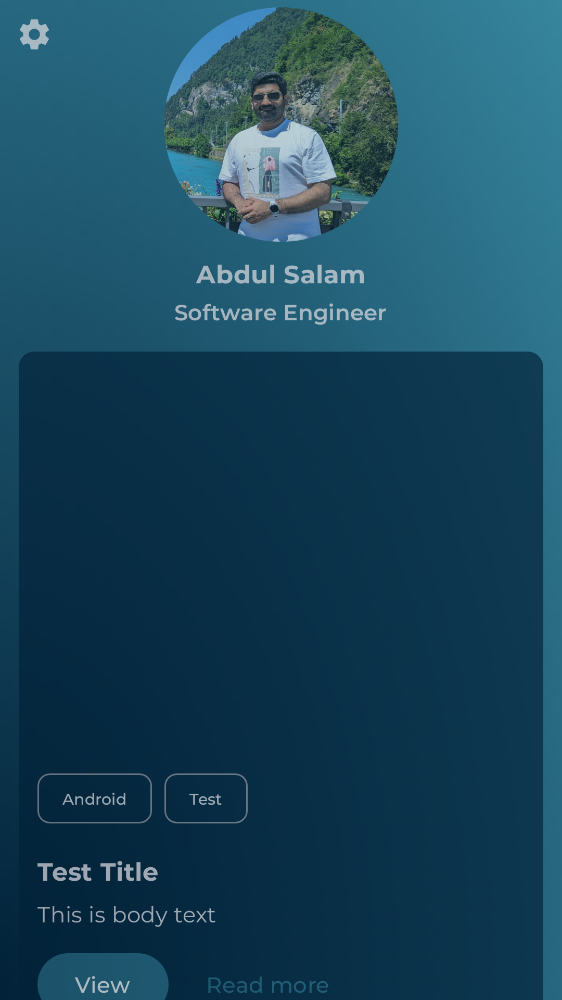 Abdul Salam
Software Engineer
Android Test
Test Title
This is body text
View Read more